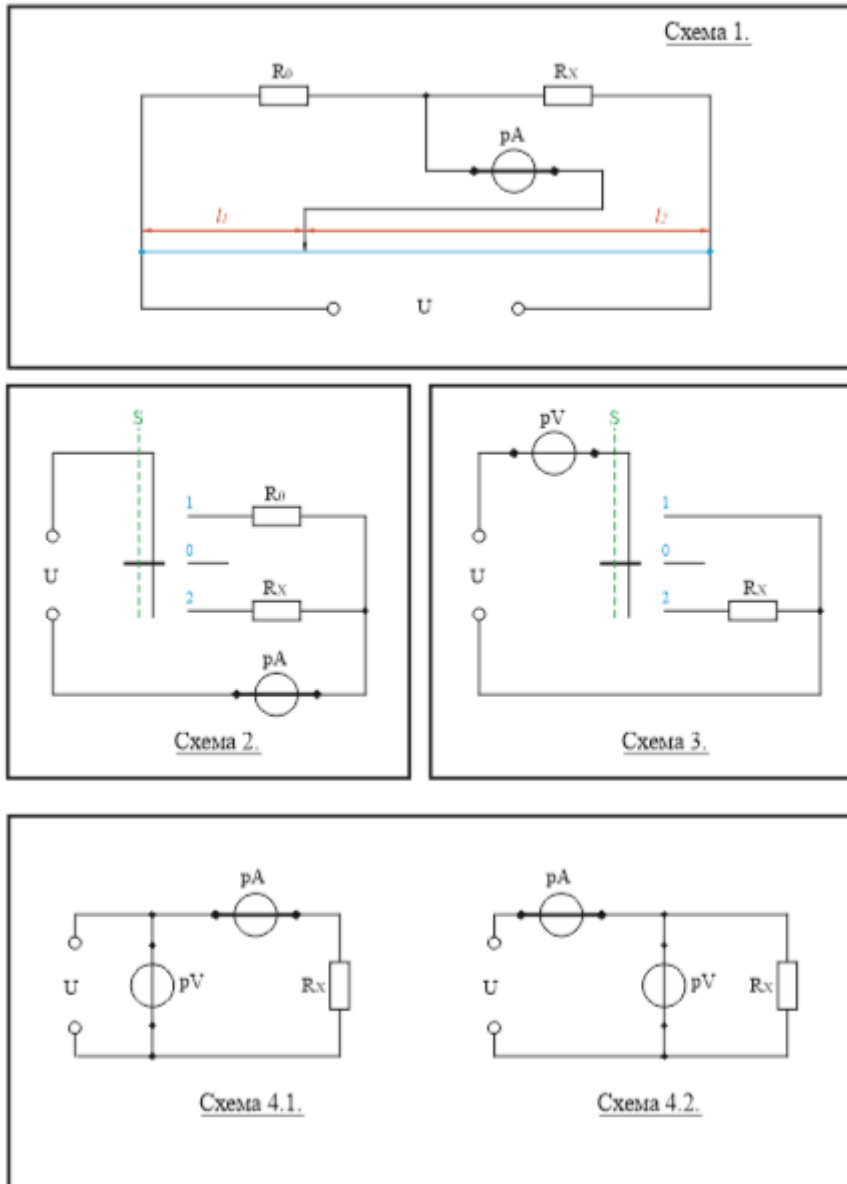 Схема 1.
R₀ Rx
pA
l₁ l₂
U
S
1 R₀
0
U
2 Rx
pA
Схема 2.
pV S
1
0
U
2 Rx
Схема 3.
pA
U pV Rx
Схема 4.1.
pA
U pV Rx
Схема 4.2.